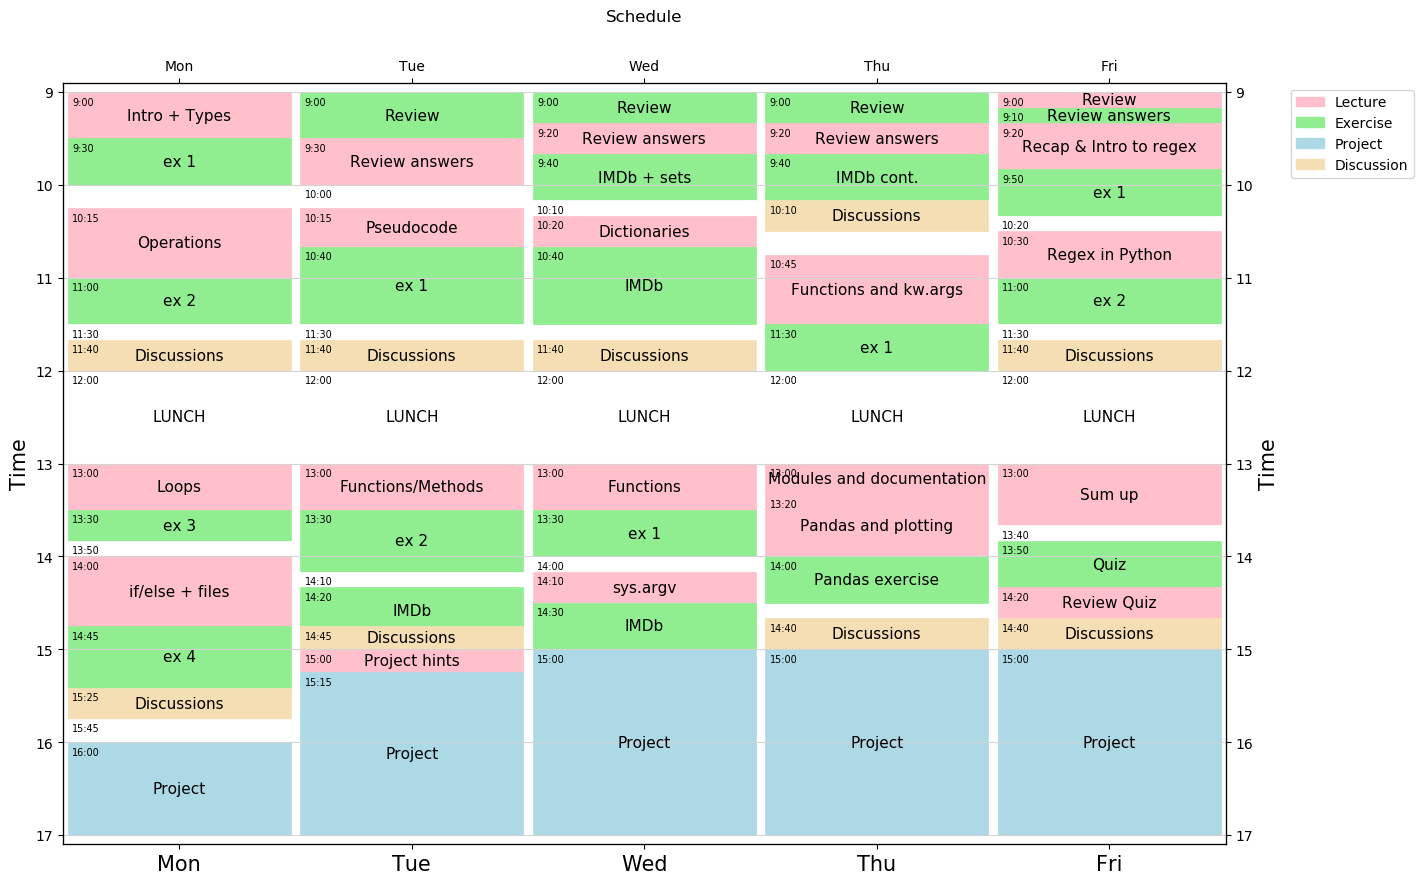 Schedule
Mon Tue Wed Thu Fri
Lecture
Exercise
Project
Discussion
Time
Time
9
10
11
12
13
14
15
16
17
9
10
11
12
13
14
15
16
17
9:00
Intro + Types
9:30
ex 1
10:15
Operations
11:00
ex 2
11:30
11:40
Discussions
12:00
LUNCH
13:00
Loops
13:30
ex 3
13:50
14:00
if/else + files
14:45
ex 4
15:25
Discussions
15:45
16:00
Project
9:00
Review
9:30
Review answers
10:00
10:15
Pseudocode
10:40
ex 1
11:30
11:40
Discussions
12:00
LUNCH
13:00
Functions/Methods
13:30
ex 2
14:10
14:20
IMDb
14:45
Discussions
15:00
Project hints
15:15
Project
9:00
Review
9:20
Review answers
9:40
IMDb + sets
10:10
10:20
Dictionaries
10:40
IMDb
11:40
Discussions
12:00
LUNCH
13:00
Functions
13:30
ex 1
14:00
14:10
sys.argv
14:30
IMDb
15:00
Project
9:00
Review
9:20
Review answers
9:40
IMDb cont.
10:10
Discussions
10:45
Functions and kw.args
11:30
ex 1
12:00
LUNCH
13:00
Modules and documentation
13:20
Pandas and plotting
14:00
Pandas exercise
14:40
Discussions
15:00
Project
9:00
Review
9:10
Review answers
9:20
Recap & Intro to regex
9:50
ex 1
10:20
10:30
Regex in Python
11:00
ex 2
11:30
11:40
Discussions
12:00
LUNCH
13:00
Sum up
13:40
13:50
Quiz
14:20
Review Quiz
14:40
Discussions
15:00
Project
Mon Tue Wed Thu Fri